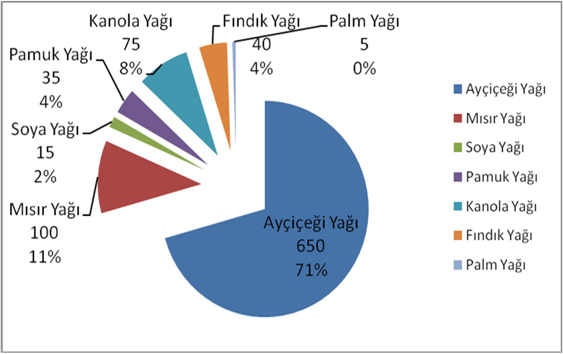 Kanola Yağı
75
8%
Fındık Yağı
40
4%
Palm Yağı
5
0%
Pamuk Yağı
35
4%
Soya Yağı
15
2%
Mısır Yağı
100
11%
Ayçiçeği Yağı
650
71%
Ayçiçeği Yağı
Mısır Yağı
Soya Yağı
Pamuk Yağı
Kanola Yağı
Fındık Yağı
Palm Yağı